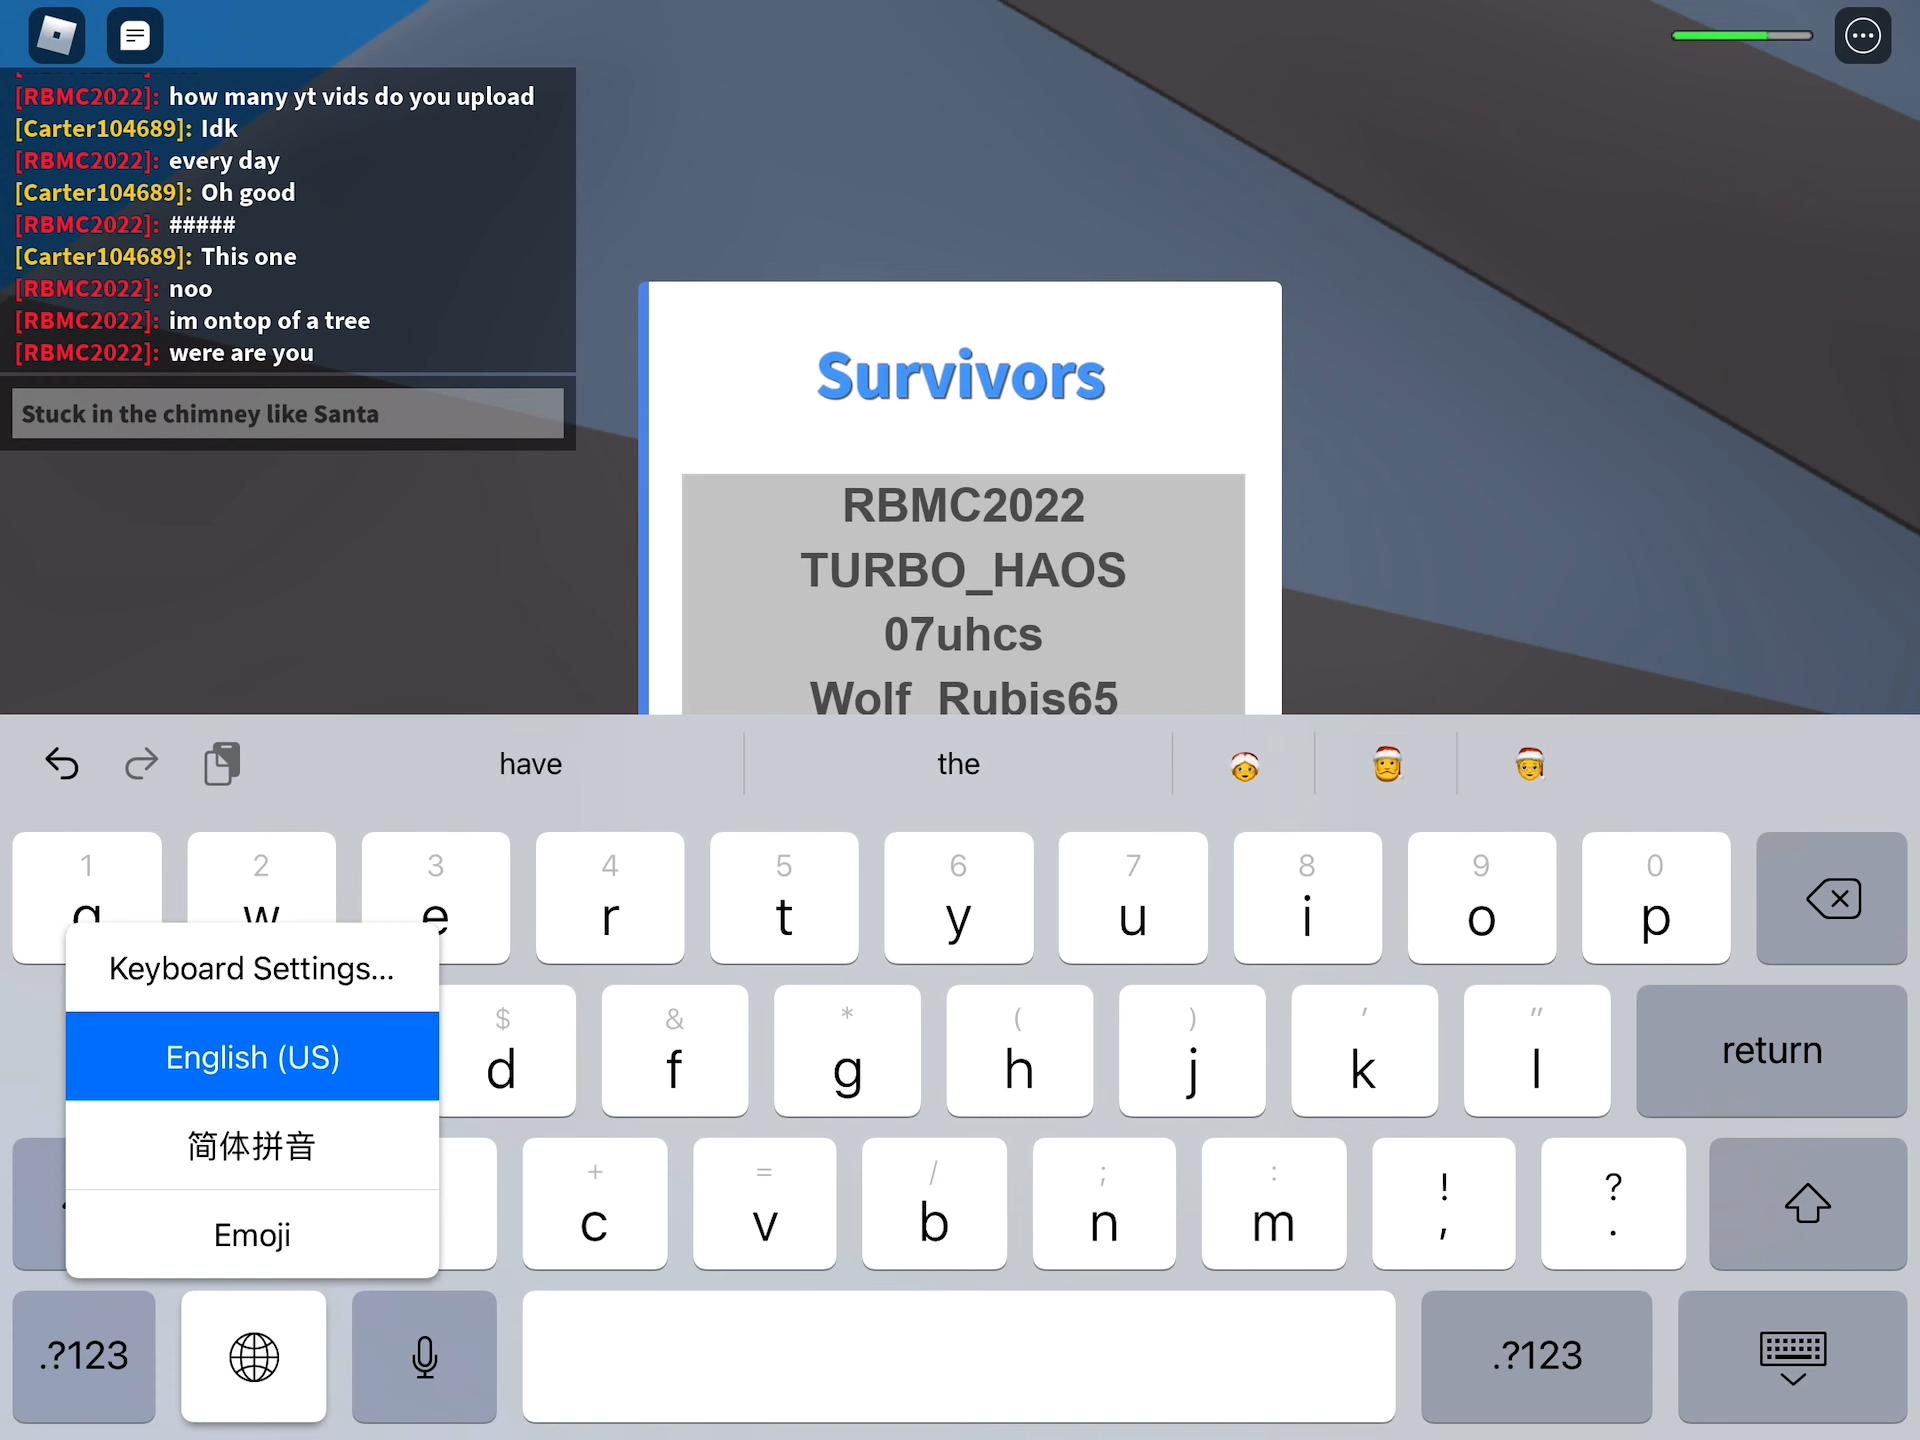 [RBMC2022]: how many yt vids do you upload
[Carter104689]: Idk
[RBMC2022]: every day
[Carter104689]: Oh good
[RBMC2022]: #####
[Carter104689]: This one
[RBMC2022]: noo
[RBMC2022]: im ontop of a tree
[RBMC2022]: were are you
Stuck in the chimney like Santa
Survivors
RBMC2022
TURBO_HAOS
07uhcs
Wolf_Rubis65
have the
1 2 3 4 5 6 7 8 9 0
q w e r t y u i o p
Keyboard Settings...
English (US)
简体拼音
Emoji
$ & * ( ) ' "
d f g h j k l return
+ = / ; : ! ?
c v b n m , .
.?123 .?123